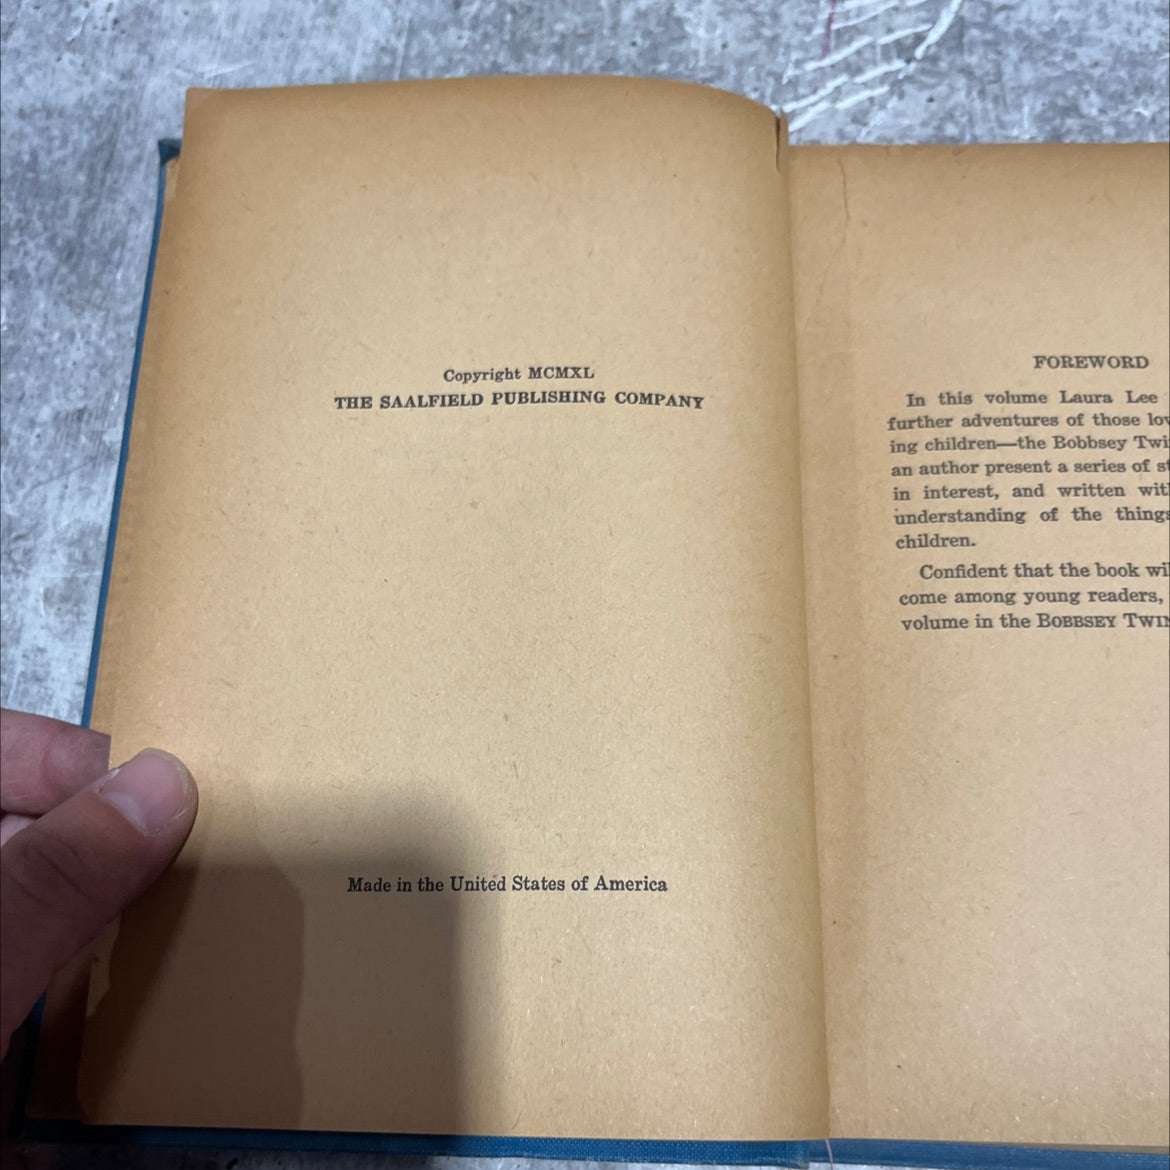 Copyright MCMXL
THE SAALFIELD PUBLISHING COMPANY
Made in the United States of America
FOREWORD
In this volume Laura Lee
further adventures of those
ing children—the Bobbsey
an author present a series of
in interest, and written
understanding of the
children.
Confident that the book
come among young readers,
volume in the BOBBSEY